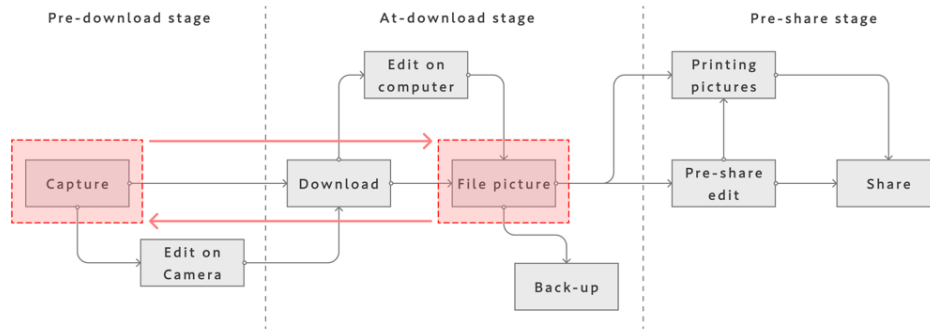 Pre-download stage
At-download stage
Pre-share stage
Edit on
computer
Printing
pictures
Capture
Download
File picture
Pre-share
edit
Share
Edit on
Camera
Back-up